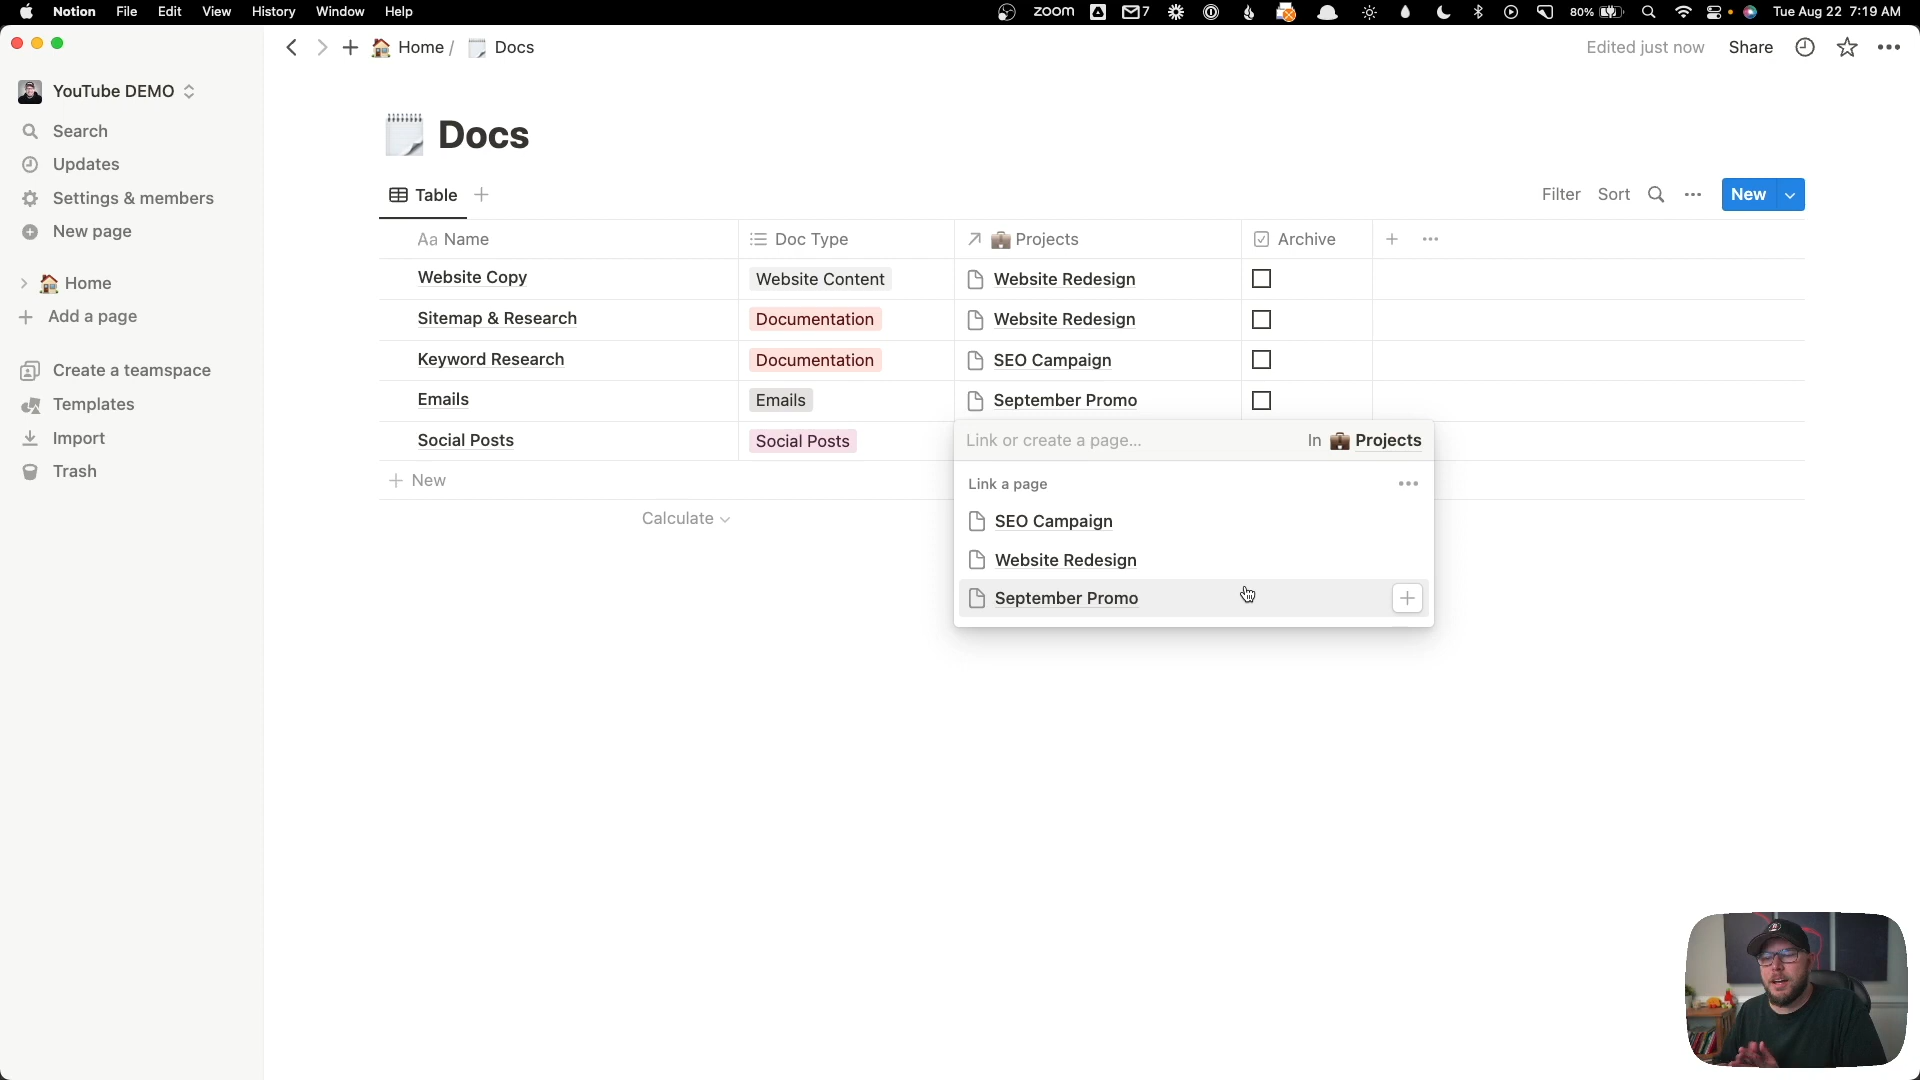 Notion File Edit View History Window Help zoom 7 80% Tue Aug 22 7:19 AM
Home / Docs Edited just now Share
YouTube DEMO
Search
Updates
Settings & members
New page
Home
Add a page
Create a teamspace
Templates
Import
Trash
Docs
Table Filter Sort New
Aa Name Doc Type Projects Archive
Website Copy Website Content Website Redesign
Sitemap & Research Documentation Website Redesign
Keyword Research Documentation SEO Campaign
Emails Emails September Promo
Social Posts Social Posts
New
Calculate
Link or create a page... In Projects
Link a page
SEO Campaign
Website Redesign
September Promo